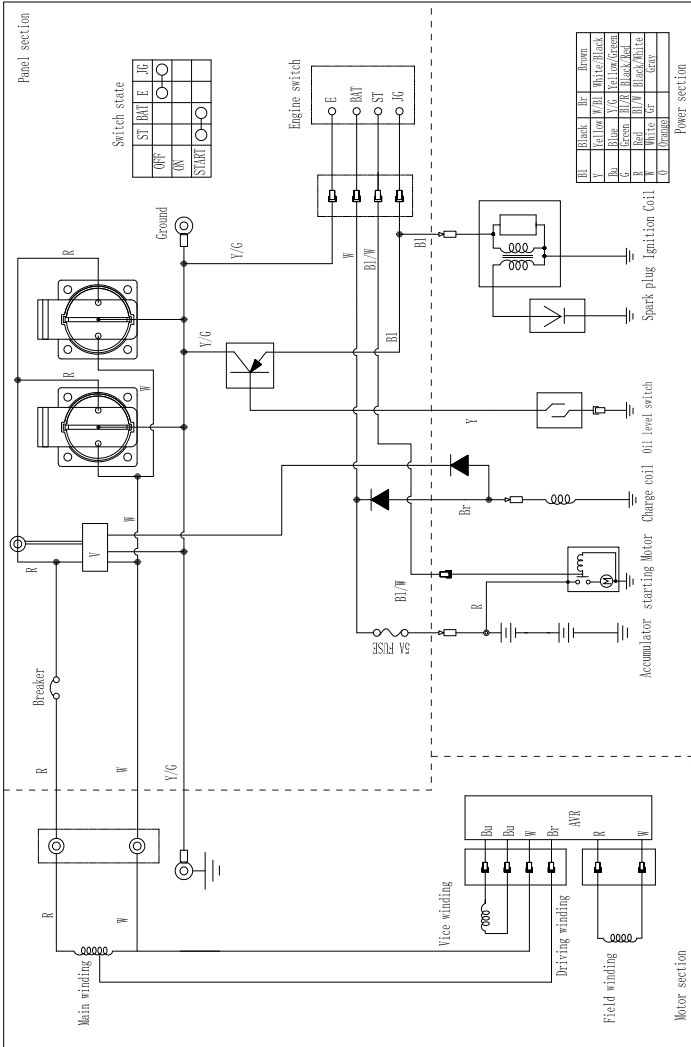 Panel section
Switch state
ST BAT E JG
OFF
ON
START
Engine switch
E
BAT
ST
JG
Bl Black Br Brown
Y Yellow W/Bl White/Black
Bu Blue Y/G Yellow/Green
G Green Bl/R Black/Red
R Red Bl/W Black/White
W White Gr Gray
O Orange
Power section
Ground
R
R
W
W
R
V
Y/G
Y/G
W
Bl/W
Bl
Bl
Y
Br
Bl/W
R
5A FUSE
Breaker
R
W
Y/G
Spark plug Ignition Coil
Oil level switch
Charge coil
starting Motor
M
Accumulator
R
W
Main winding
AVR
Bu
Bu
W
Br
R
W
Vice winding
Driving winding
Field winding
Motor section